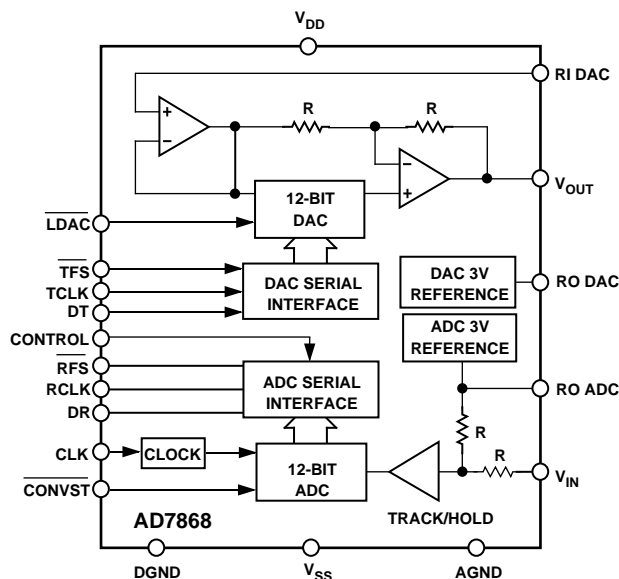 VDD
RI DAC
R
R
+
−
−
+
VOUT
12-BIT
DAC
LDAC
TFS
TCLK
DT
DAC SERIAL
INTERFACE
DAC 3V
REFERENCE
RO DAC
CONTROL
ADC 3V
REFERENCE
RFS
RCLK
DR
ADC SERIAL
INTERFACE
RO ADC
R
CLK
CLOCK
12-BIT
ADC
R
VIN
CONVST
TRACK/HOLD
AD7868
DGND
VSS
AGND